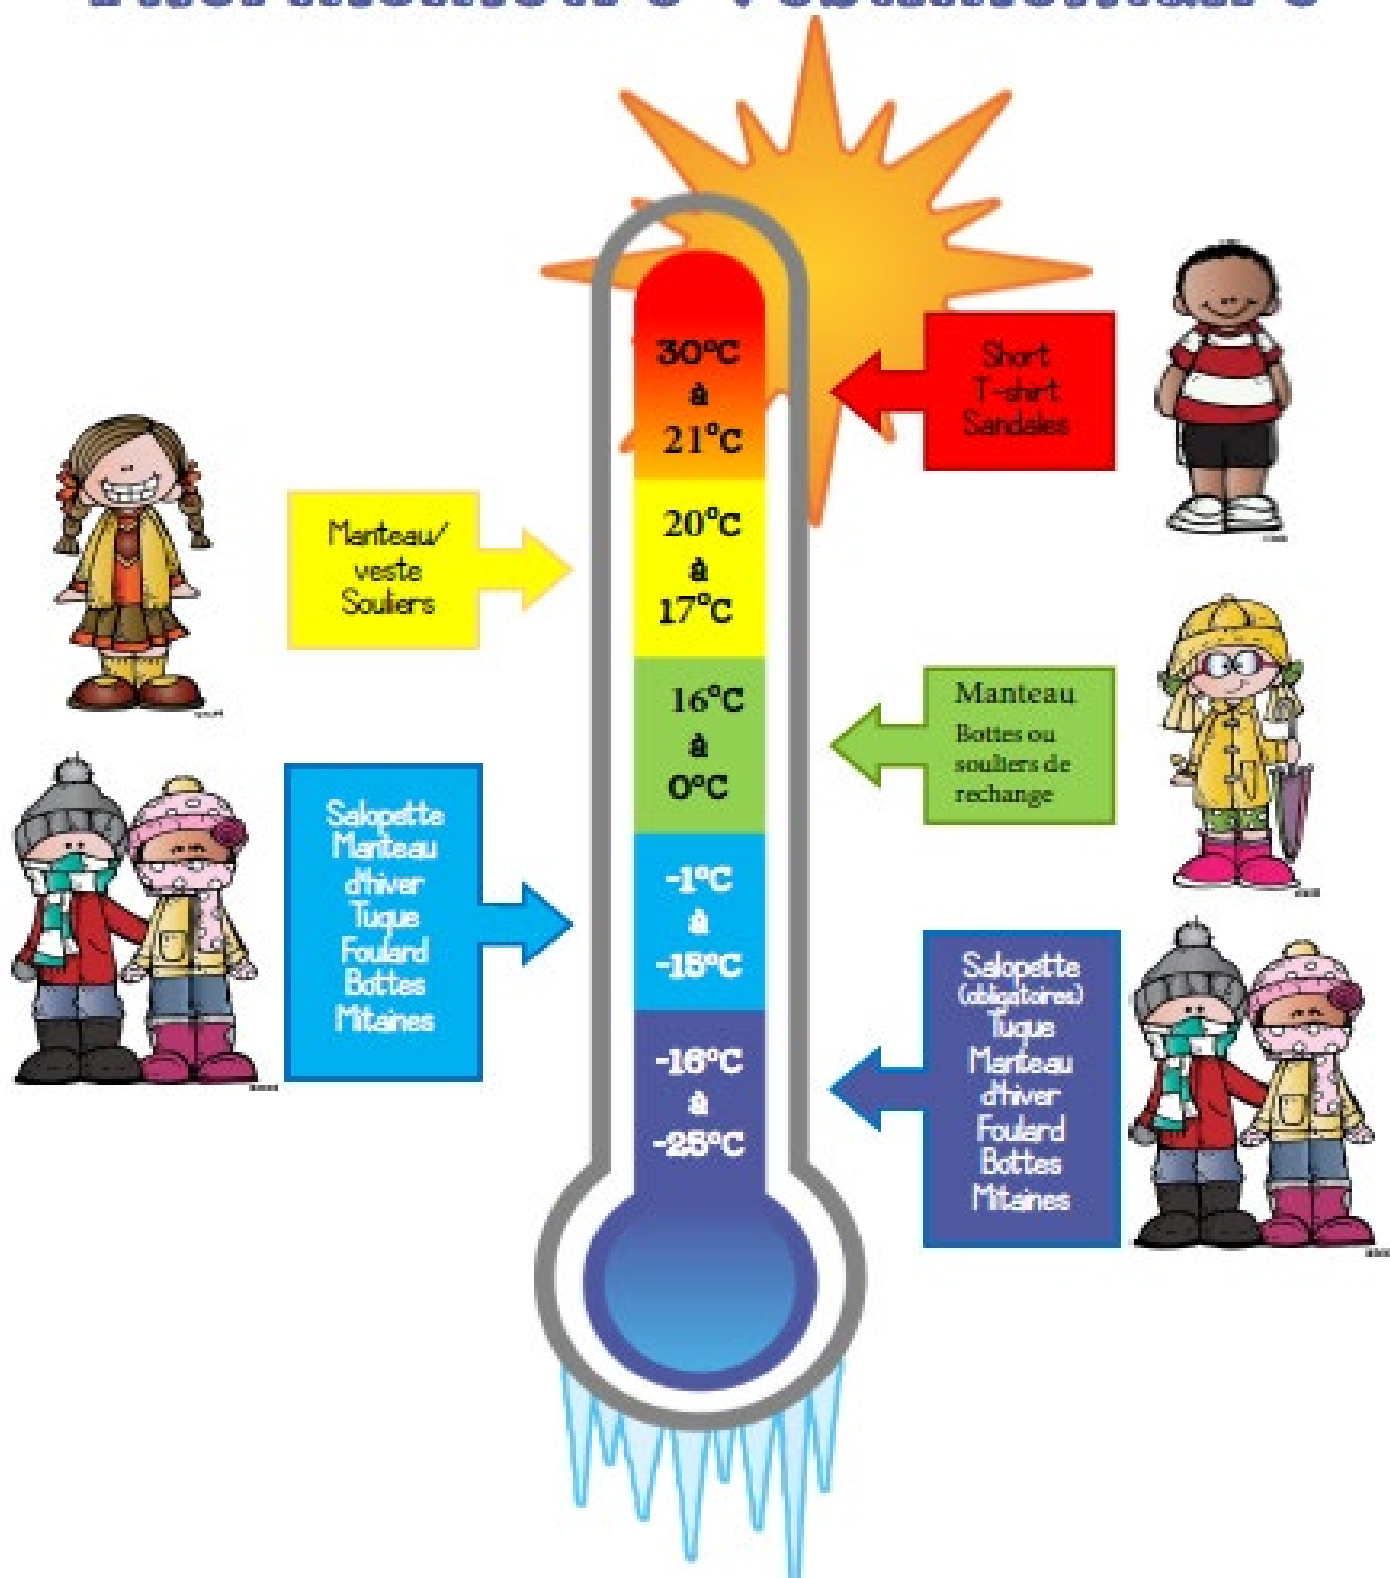 30°C
à
21°C
Short
T-shirt
Sandales
Manteau/
veste
Souliers
20°C
à
17°C
16°C
à
0°C
Manteau
Bottes ou
souliers de
rechange
Salopette
Manteau
d'hiver
Tuque
Foulard
Bottes
Mitaines
-1°C
à
-15°C
-16°C
à
-25°C
Salopette
(obligatoires)
Tuque
Manteau
d'hiver
Foulard
Bottes
Mitaines